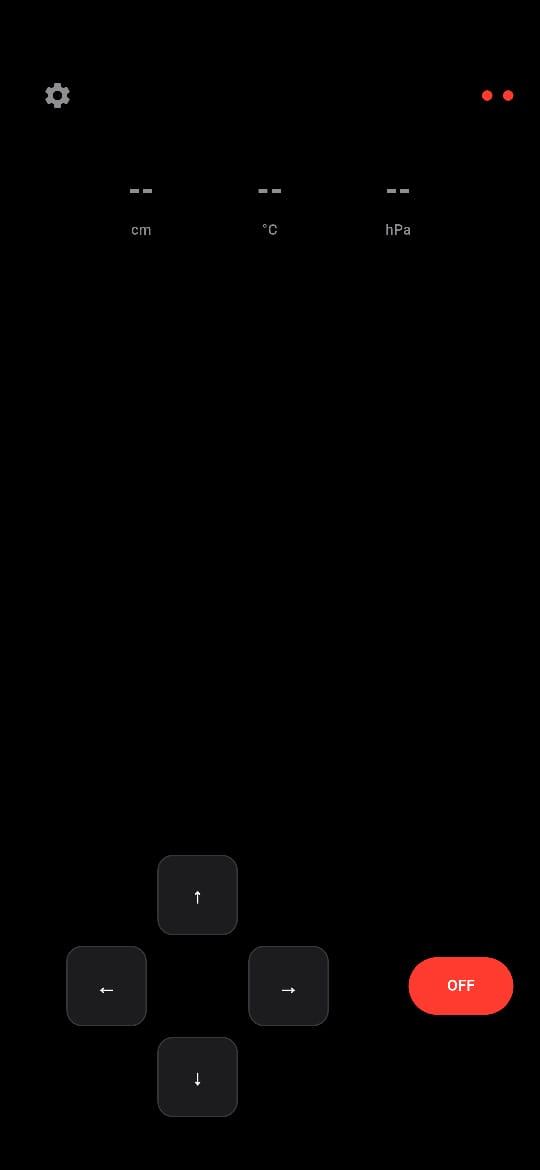 -- -- --
cm °C hPa
↑
← → OFF
↓